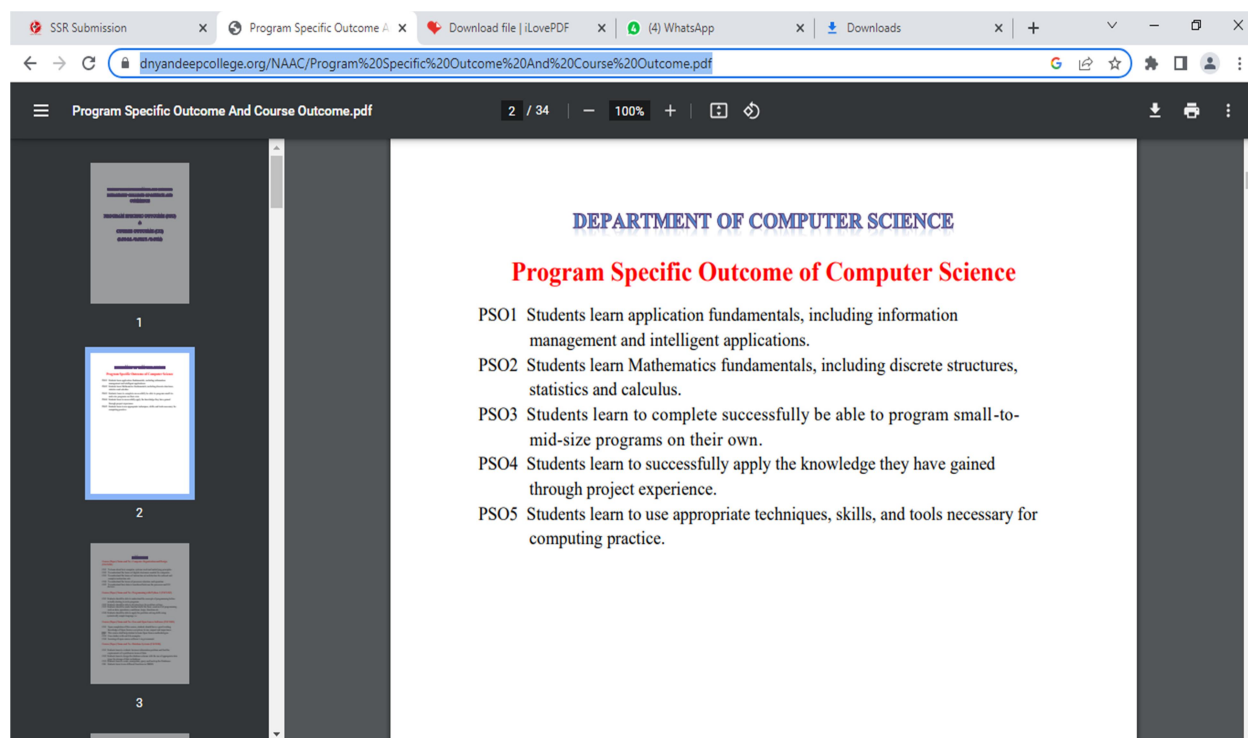 SSR Submission
Program Specific Outcome A
Download file | iLovePDF
(4) WhatsApp
Downloads
dnyandeepcollege.org/NAAC/Program%20Specific%20Outcome%20And%20Course%20Outcome.pdf
Program Specific Outcome And Course Outcome.pdf
2 / 34
100%
1
2
3
DEPARTMENT OF COMPUTER SCIENCE
Program Specific Outcome of Computer Science
PSO1 Students learn application fundamentals, including information
management and intelligent applications.
PSO2 Students learn Mathematics fundamentals, including discrete structures,
statistics and calculus.
PSO3 Students learn to complete successfully be able to program small-to-
mid-size programs on their own.
PSO4 Students learn to successfully apply the knowledge they have gained
through project experience.
PSO5 Students learn to use appropriate techniques, skills, and tools necessary for
computing practice.